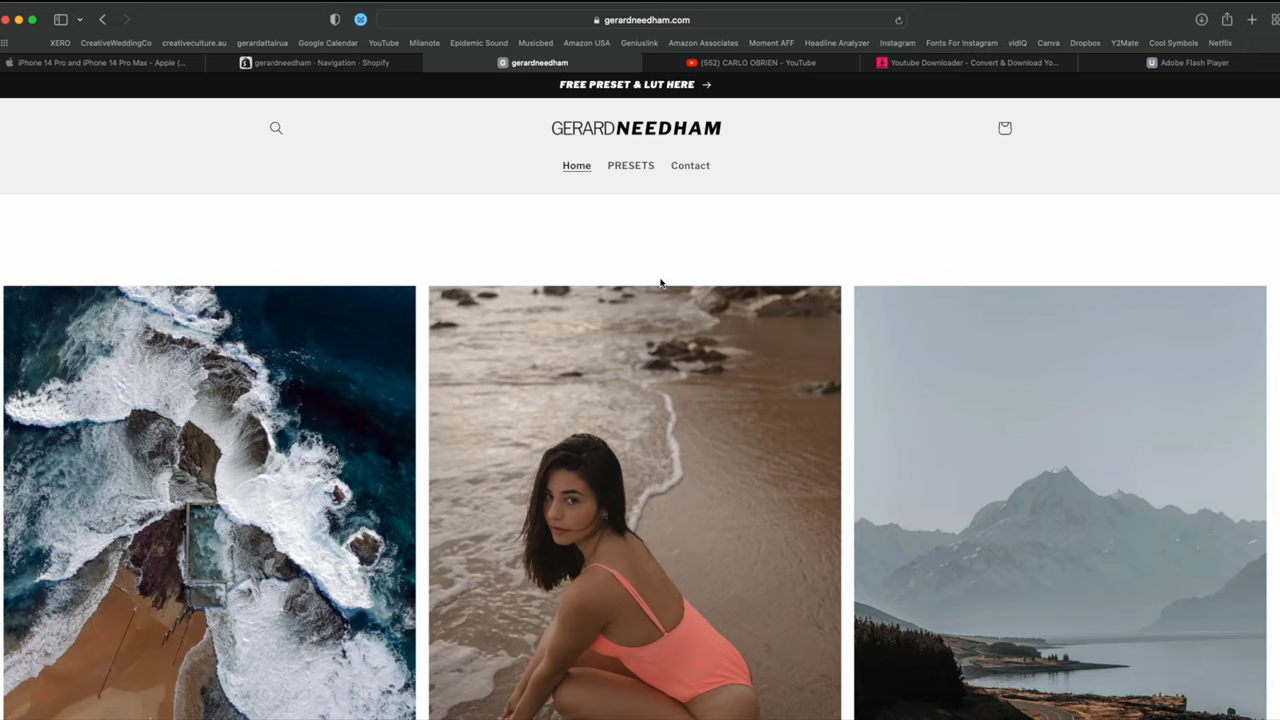 gerardneedham.com
XERO CreativeWeddingCo creativeculture.au gerardattairua Google Calendar YouTube Milanote Epidemic Sound Musicbed Amazon USA Geniuslink Amazon Associates Moment AFF Headline Analyzer Instagram Fonts For Instagram vidIQ Canva Dropbox Y2Mate Cool Symbols Netflix
iPhone 14 Pro and iPhone 14 Pro Max - Apple (... gerardneedham · Navigation · Shopify G gerardneedham (552) CARLO OBRIEN - YouTube Youtube Downloader - Convert & Download Yo... U Adobe Flash Player
FREE PRESET & LUT HERE →
GERARDNEEDHAM
Home PRESETS Contact